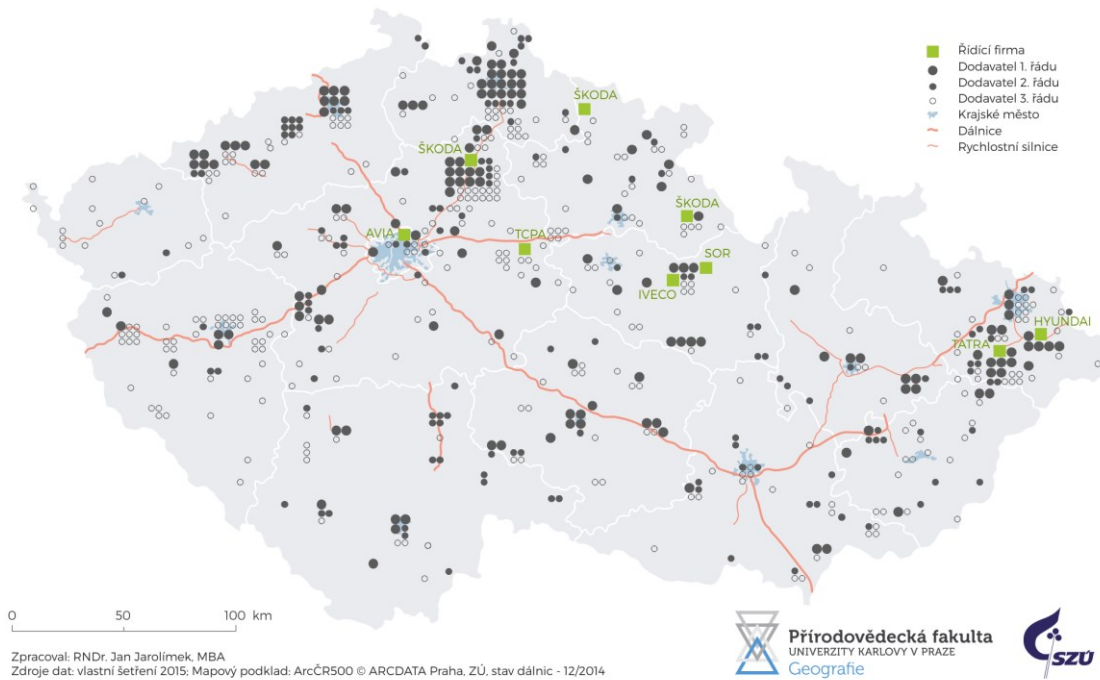 Řídící firma
Dodavatel 1. řádu
Dodavatel 2. řádu
Dodavatel 3. řádu
Krajské město
Dálnice
Rychlostní silnice
ŠKODA
ŠKODA
ŠKODA
AVIA
TCPA
SOR
IVECO
HYUNDAI
TATRA
0 50 100 km
Zpracoval: RNDr. Jan Jarolímek, MBA
Zdroje dat: vlastní šetření 2015; Mapový podklad: ArcČR500 © ARCDATA Praha, ZÚ, stav dálnic - 12/2014
Přírodovědecká fakulta
UNIVERZITY KARLOVY V PRAZE
Geografie
SZÚ